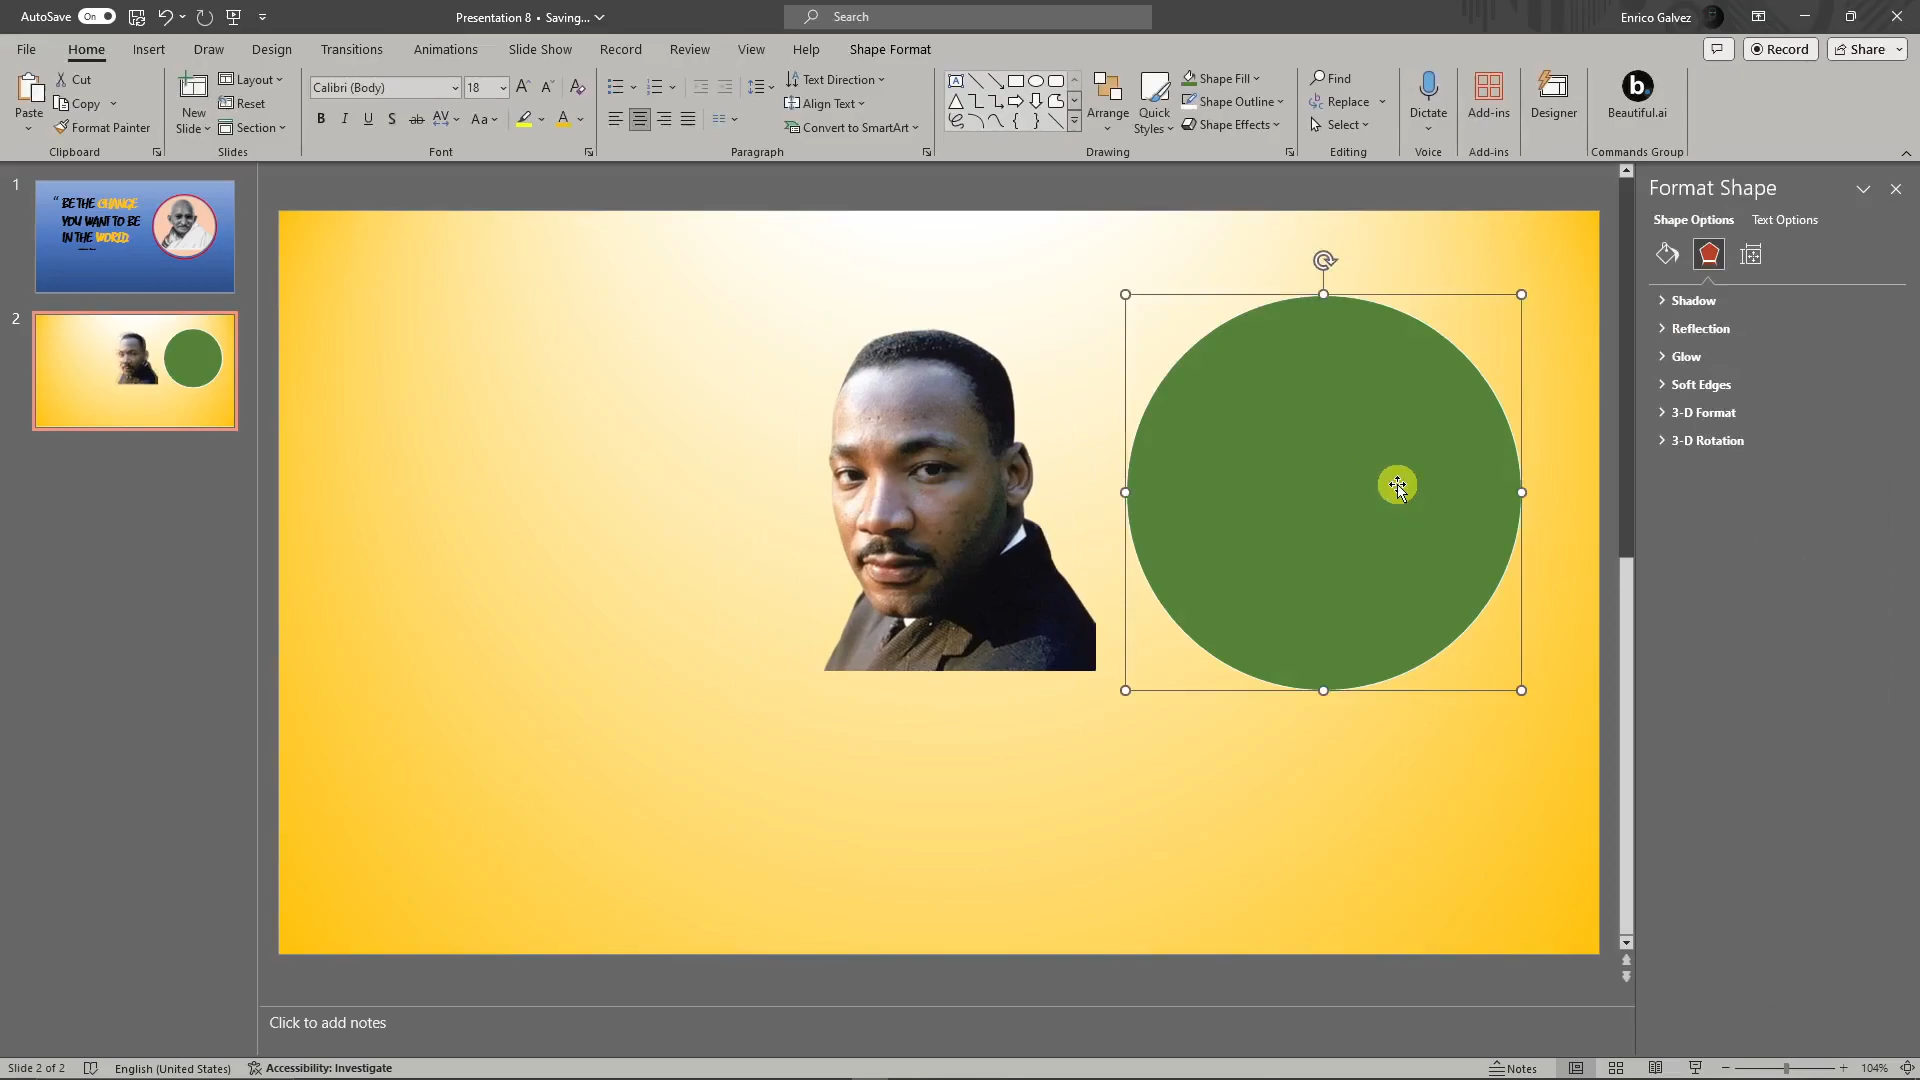 AutoSave On
Presentation 8 • Saving...
Search
Enrico Galvez
File Home Insert Draw Design Transitions Animations Slide Show Record Review View Help Shape Format
Record Share
Paste
Cut
Copy
Format Painter
Clipboard
New
Slide
Layout
Reset
Section
Slides
Calibri (Body) 18
Font
Text Direction
Align Text
Convert to SmartArt
Paragraph
Arrange
Quick
Styles
Shape Fill
Shape Outline
Shape Effects
Drawing
Find
Replace
Select
Editing
Dictate
Voice
Add-ins
Add-ins
Designer
Beautiful.ai
Commands Group
1
“ BE THE CHANGE
YOU WANT TO BE
IN THE WORLD.
2
Format Shape
Shape Options Text Options
Shadow
Reflection
Glow
Soft Edges
3-D Format
3-D Rotation
Click to add notes
Slide 2 of 2 English (United States) Accessibility: Investigate
Notes
104%